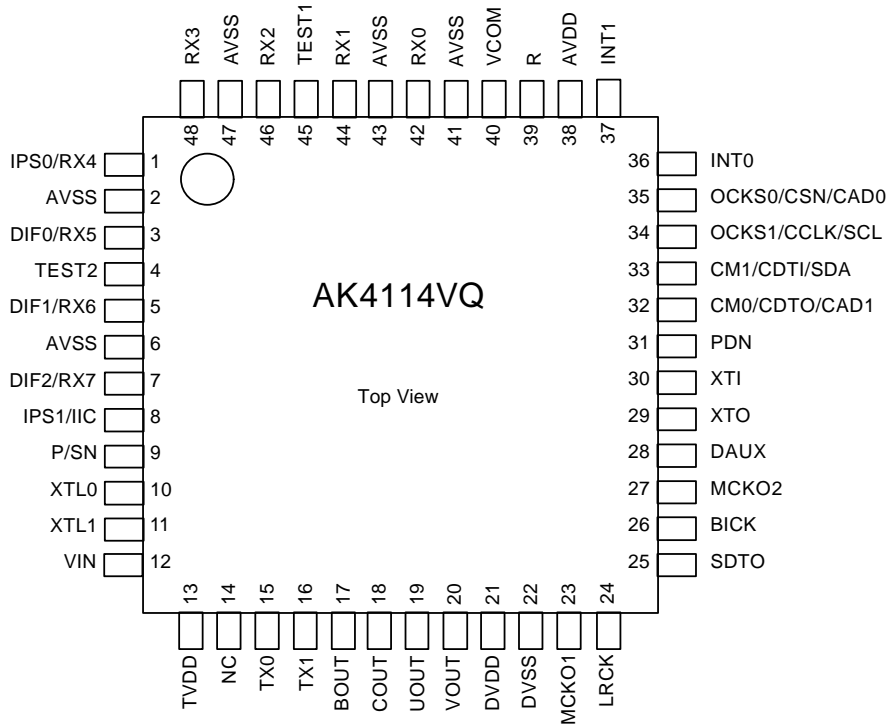 RX3 AVSS RX2 TEST1 RX1 AVSS RX0 AVSS VCOM R AVDD INT1
48 47 46 45 44 43 42 41 40 39 38 37
IPS0/RX4 1 36 INT0
AVSS 2 35 OCKS0/CSN/CAD0
DIF0/RX5 3 34 OCKS1/CCLK/SCL
TEST2 4 33 CM1/CDTI/SDA
DIF1/RX6 5 32 CM0/CDTO/CAD1
AK4114VQ
AVSS 6 31 PDN
DIF2/RX7 7 30 XTI
Top View
IPS1/IIC 8 29 XTO
P/SN 9 28 DAUX
XTL0 10 27 MCKO2
XTL1 11 26 BICK
VIN 12 25 SDTO
13 14 15 16 17 18 19 20 21 22 23 24
TVDD NC TX0 TX1 BOUT COUT UOUT VOUT DVDD DVSS MCKO1 LRCK